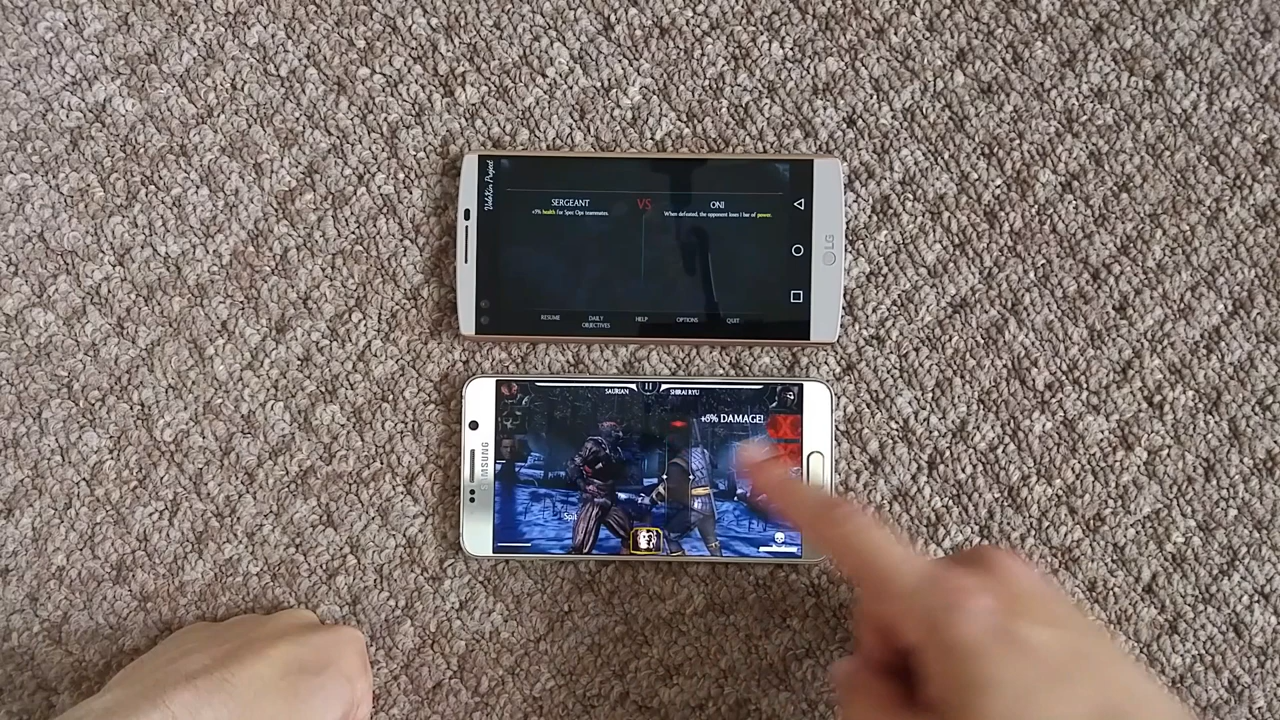 VideKin Project
SERGEANT
VS
ONI
+5% health for Spec Ops teammates.
When defeated, the opponent loses 1 bar of power.
RESUME
DAILY OBJECTIVES
HELP
OPTIONS
QUIT
LG
SAMSUNG
SAURIAN
SHIRAI RYU
+5% DAMAGE!